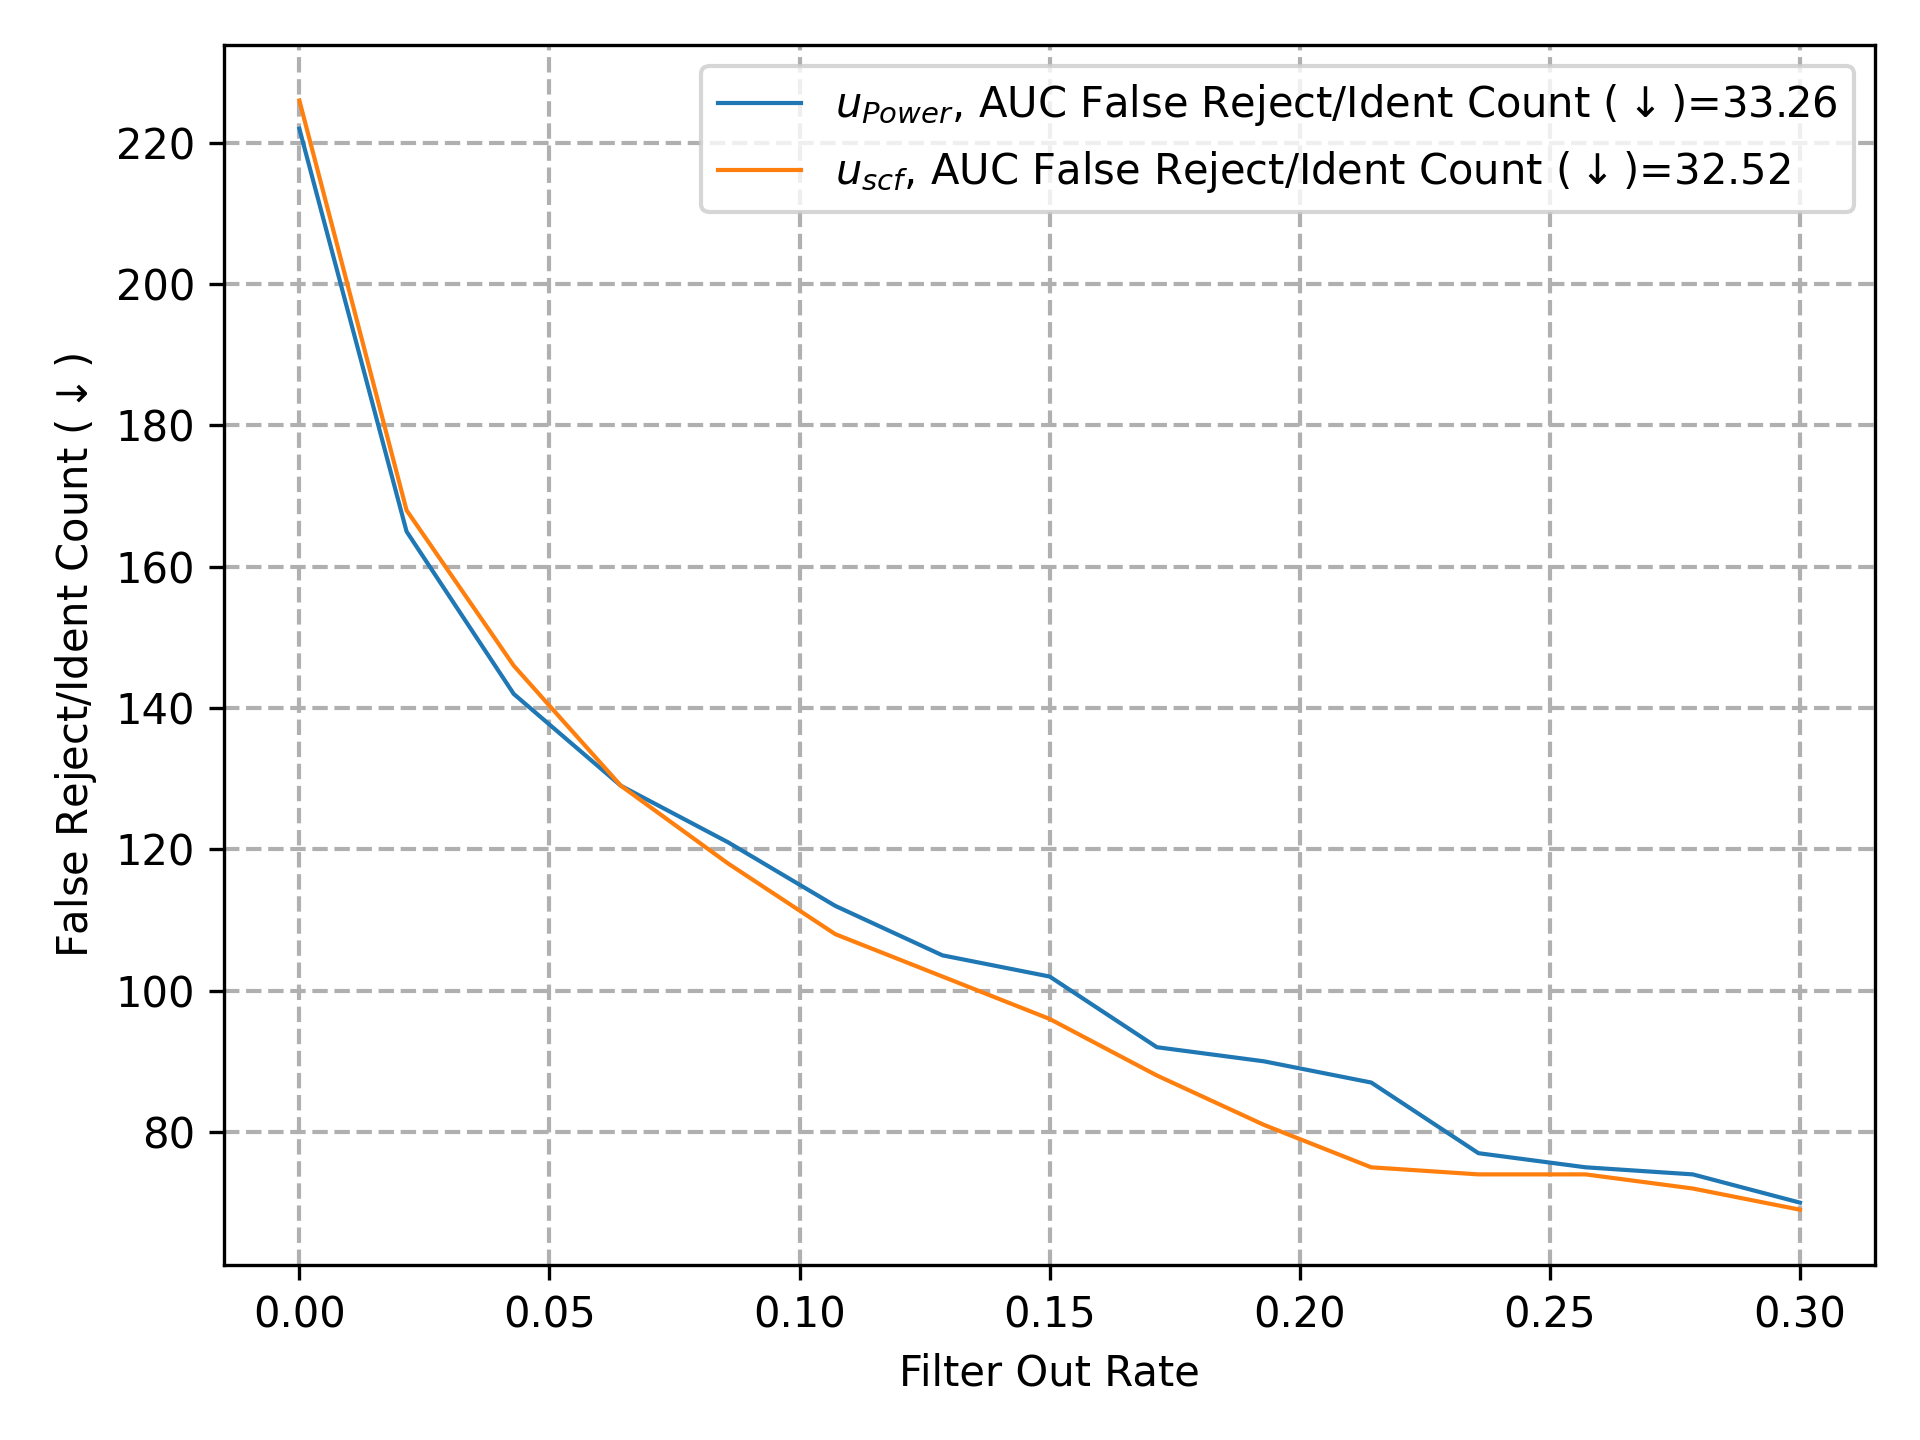 u_Power, AUC False Reject/Ident Count (↓)=33.26
u_scf, AUC False Reject/Ident Count (↓)=32.52
False Reject/Ident Count (↓)
220
200
180
160
140
120
100
80
0.00 0.05 0.10 0.15 0.20 0.25 0.30
Filter Out Rate